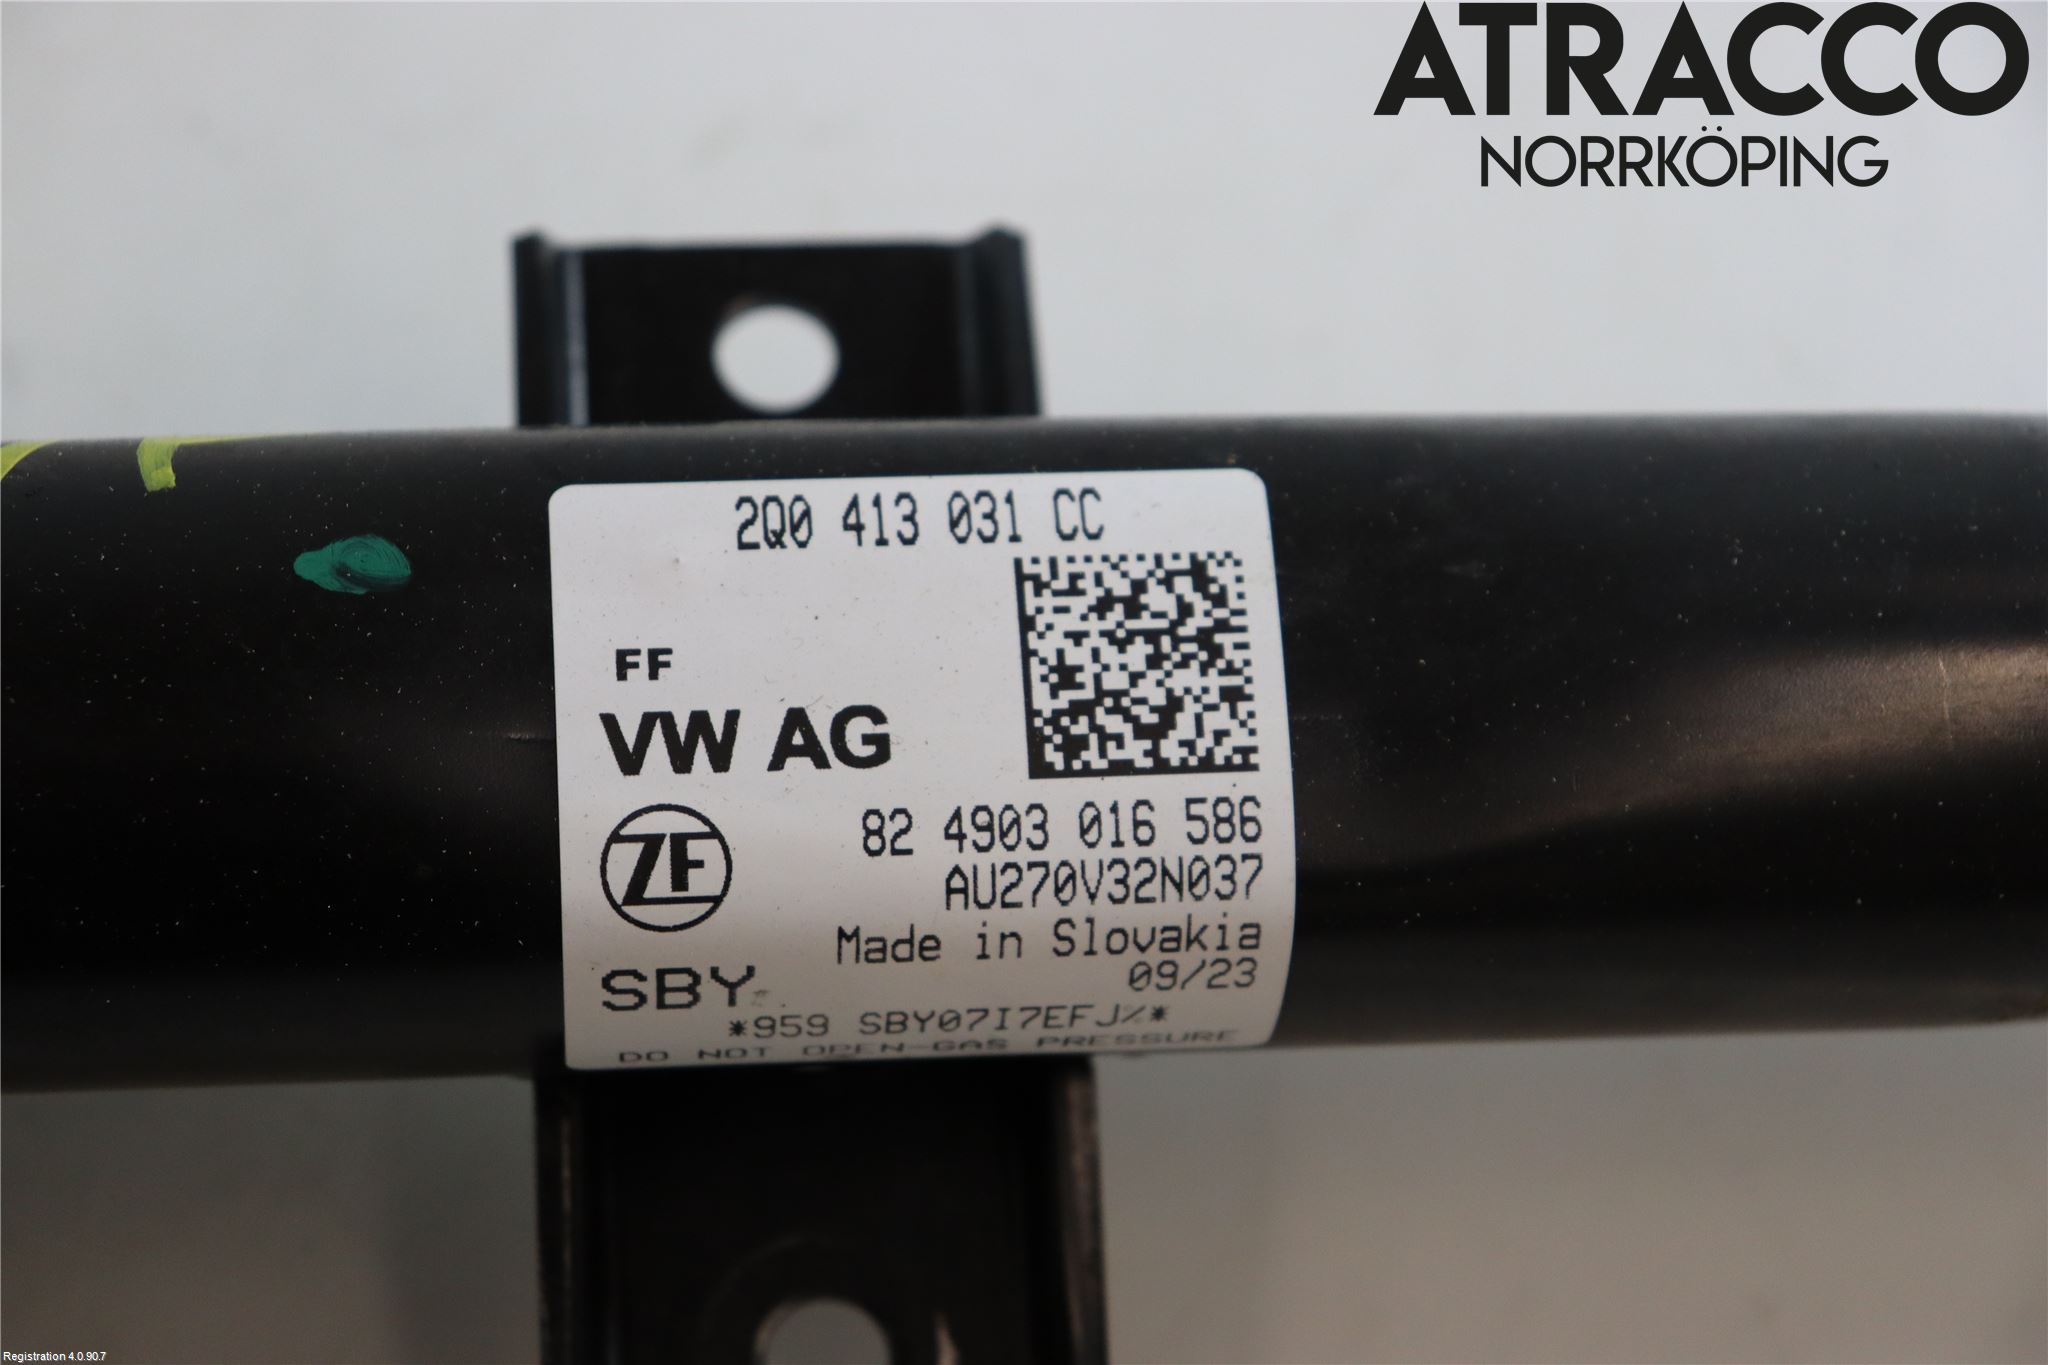 ATRACCO
NORRKÖPING
2Q0 413 031 CC
FF
VW AG
ZF
82 4903 016 586
AU270V32N037
Made in Slovakia
09/23
SBY
*959 SBY07I7EFJ%*
DO NOT OPEN-GAS PRESSURE
Registration 4.0.90.7